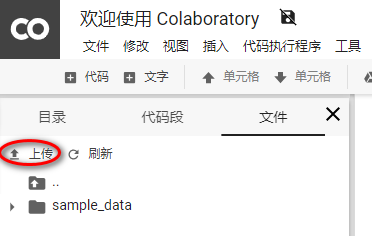 CO
欢迎使用 Colaboratory
文件 修改 视图 插入 代码执行程序 工具
代码 文字 单元格 单元格
目录 代码段 文件
上传 刷新
..
sample_data